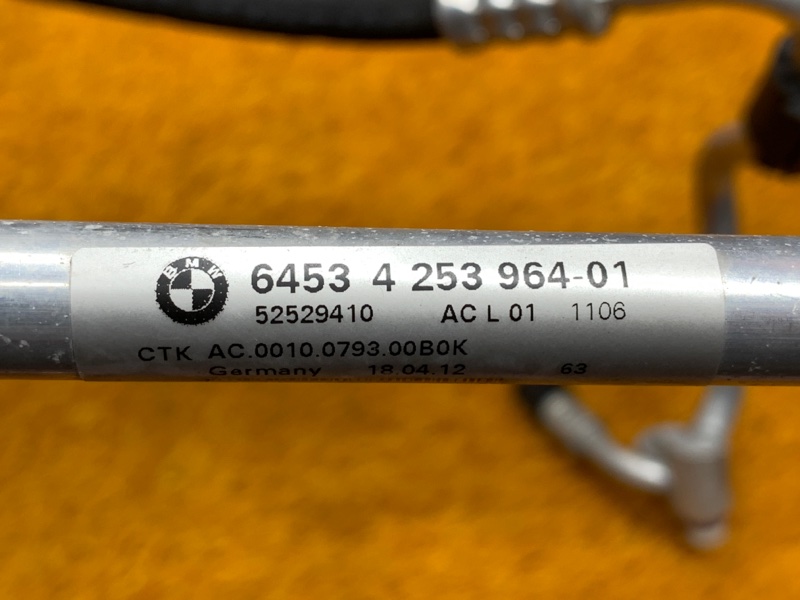 BMW 6453 4 253 964-01
52529410 AC L 01 1106
CTK AC.0010.0793.00B0K
Germany 18.04.12 63